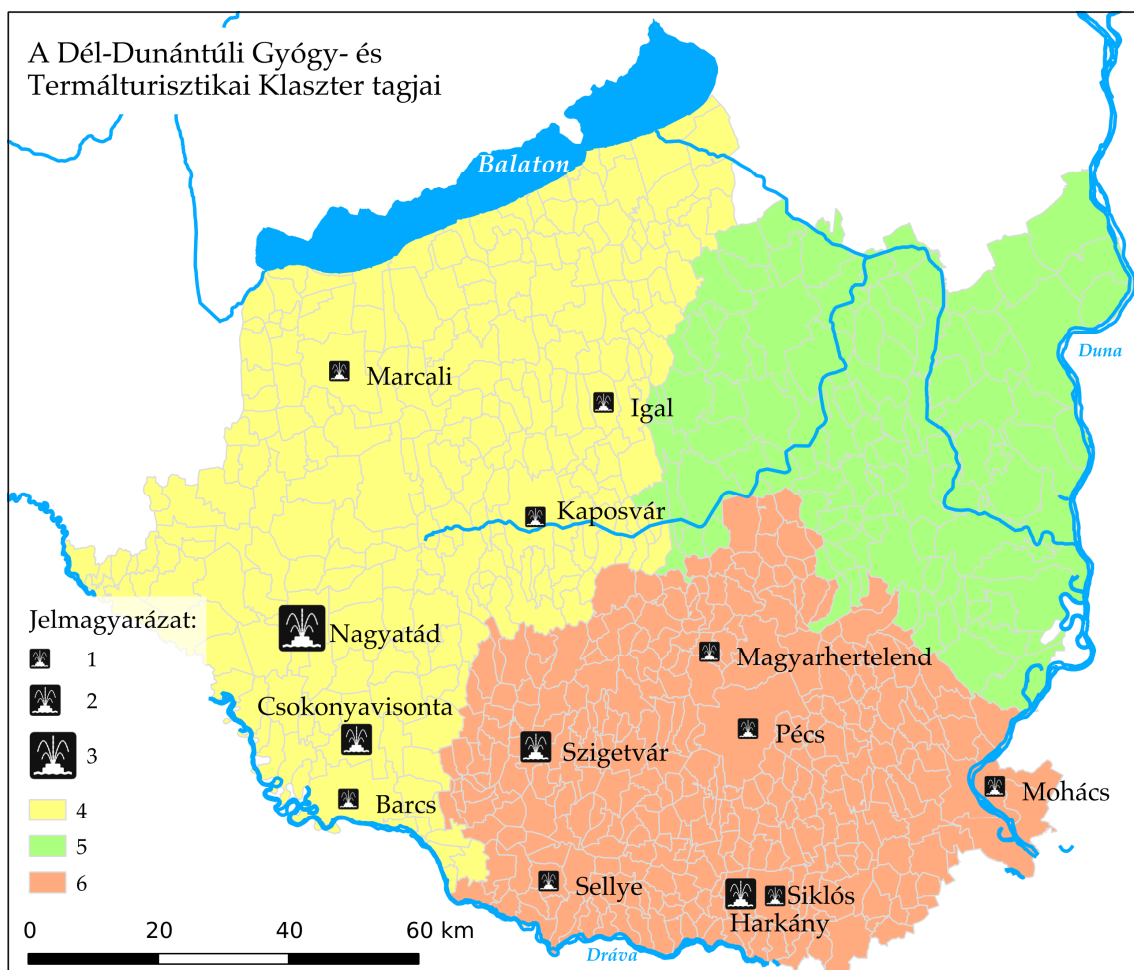 A Dél-Dunántúli Gyógy- és
Termálturisztikai Klaszter tagjai
Balaton
Duna
Marcali
Igal
Kaposvár
Jelmagyarázat:
Nagyatád
1
Magyarhertelend
2
Csokonyavisonta
Szigetvár
Pécs
3
Mohács
Barcs
4
5
6
Sellye
Siklós
Harkány
0 20 40 60 km
Dráva